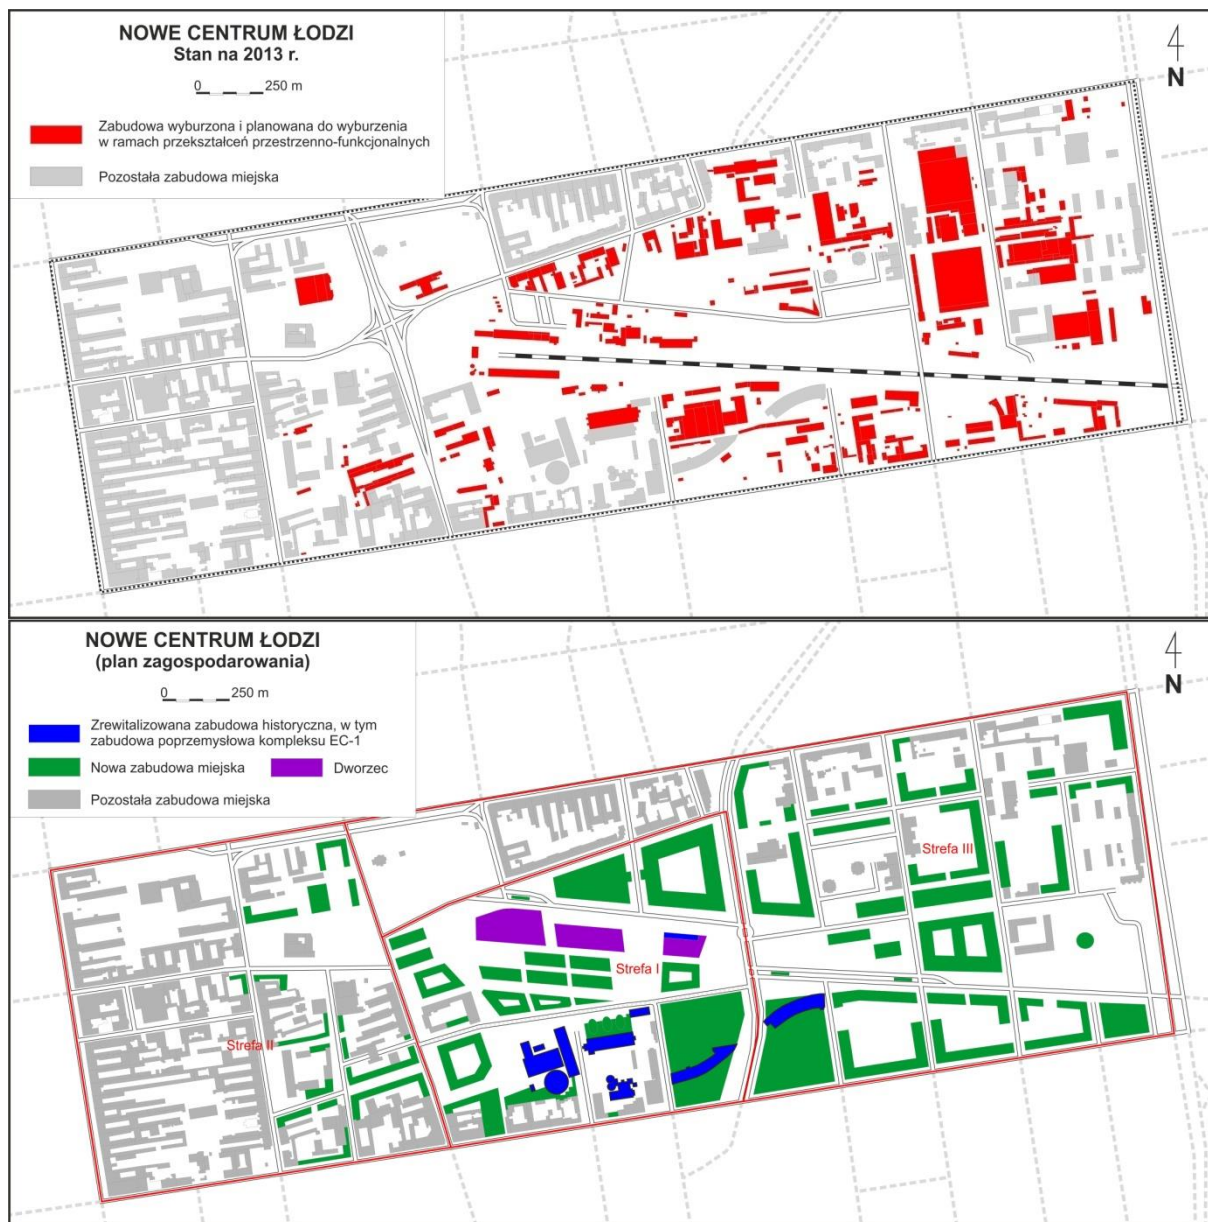 NOWE CENTRUM ŁODZI
Stan na 2013 r.
0 250 m
Zabudowa wyburzona i planowana do wyburzenia
w ramach przekształceń przestrzenno-funkcjonalnych
Pozostała zabudowa miejska
N
NOWE CENTRUM ŁODZI
(plan zagospodarowania)
0 250 m
Zrewitalizowana zabudowa historyczna, w tym
zabudowa poprzemysłowa kompleksu EC-1
Nowa zabudowa miejska Dworzec
Pozostała zabudowa miejska
N
Strefa III
Strefa I
Strefa II